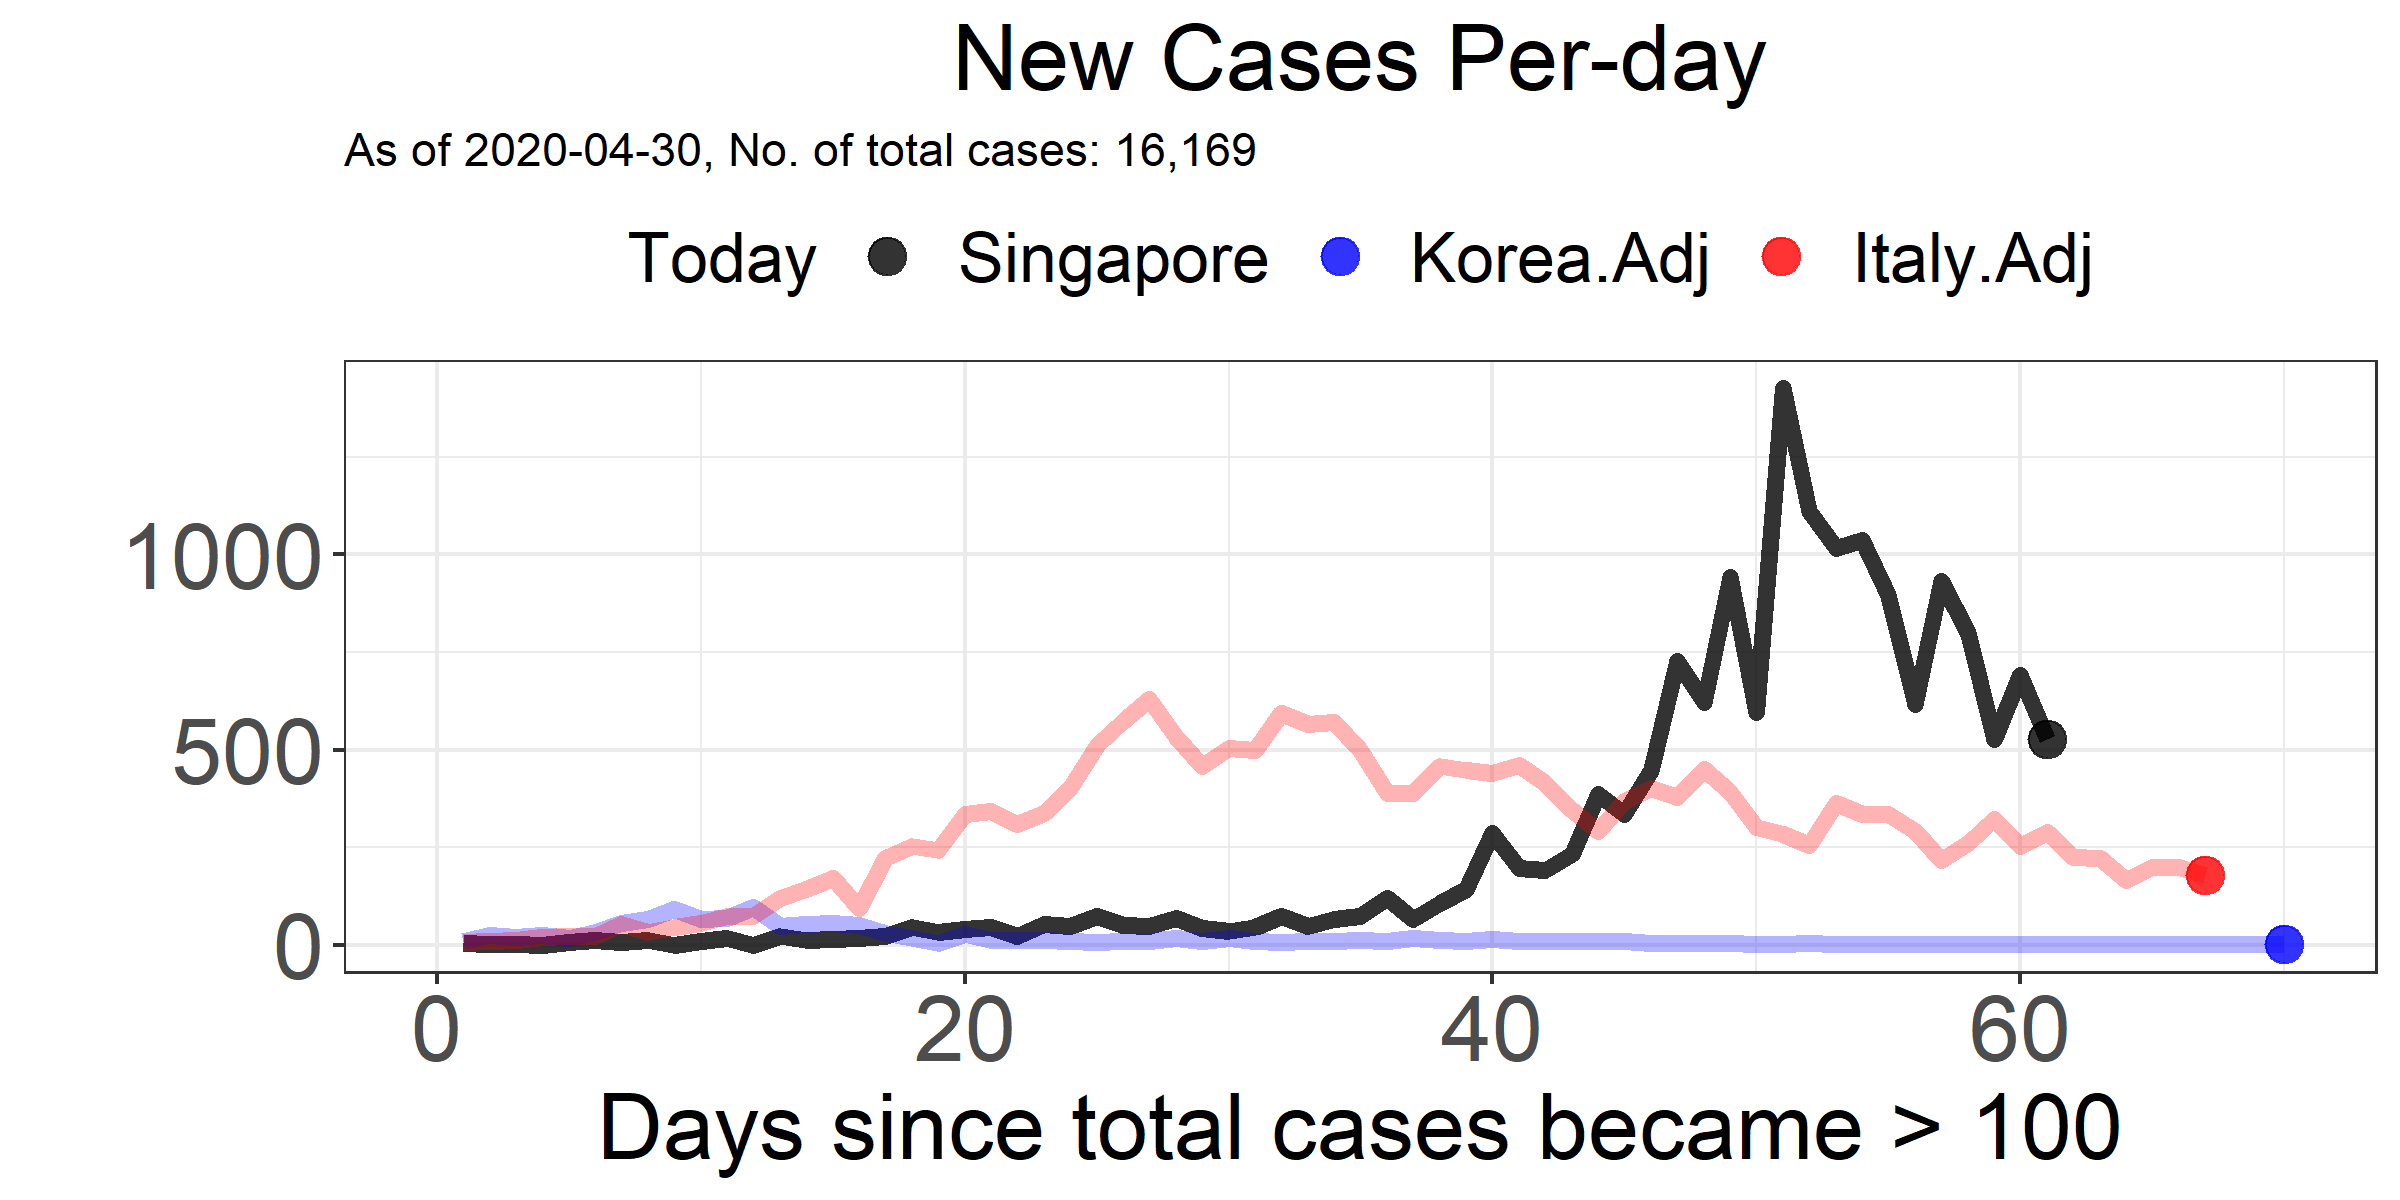 New Cases Per-day
As of 2020-04-30, No. of total cases: 16,169
Today Singapore Korea.Adj Italy.Adj
1000
500
0
0 20 40 60
Days since total cases became > 100